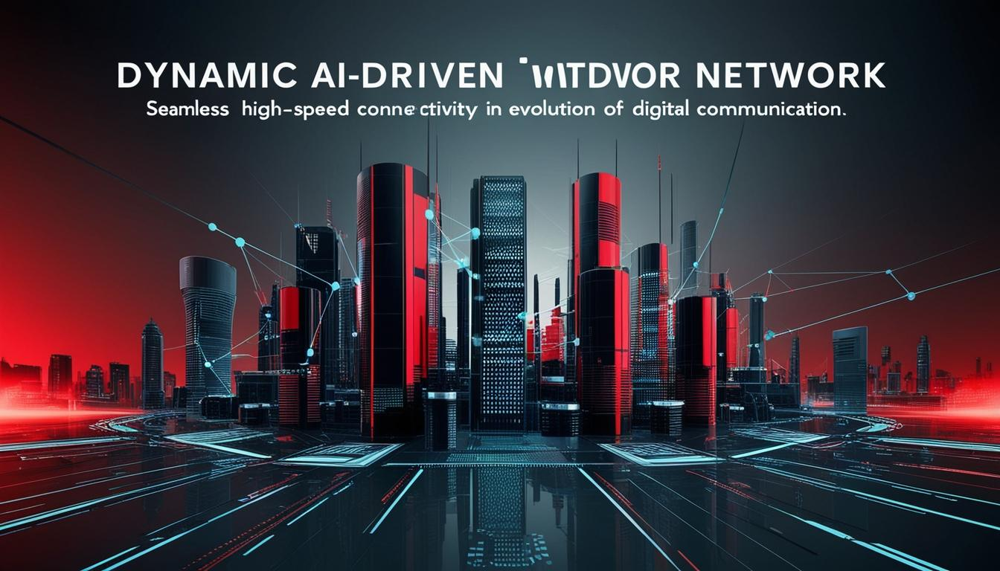 DYNAMIC AI-DRIVEN NETWORK
Seamless high-speed connectivity in evolution of digital communication.